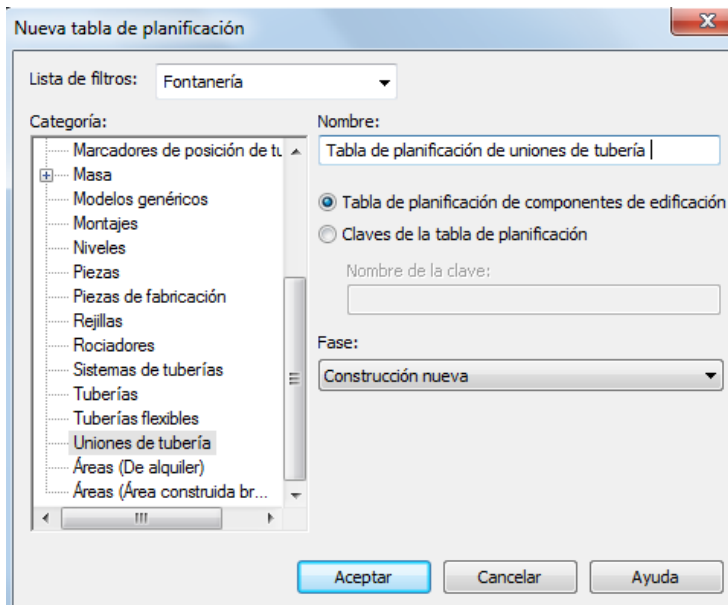 Nueva tabla de planificación
Lista de filtros: Fontanería
Categoría:
Marcadores de posición de tu
Masa
Modelos genéricos
Montajes
Niveles
Piezas
Piezas de fabricación
Rejillas
Rociadores
Sistemas de tuberías
Tuberías
Tuberías flexibles
Uniones de tubería
Áreas (De alquiler)
Áreas (Área construida br...
Nombre:
Tabla de planificación de uniones de tubería
Tabla de planificación de componentes de edificación
Claves de la tabla de planificación
Nombre de la clave:
Fase:
Construcción nueva
Aceptar Cancelar Ayuda